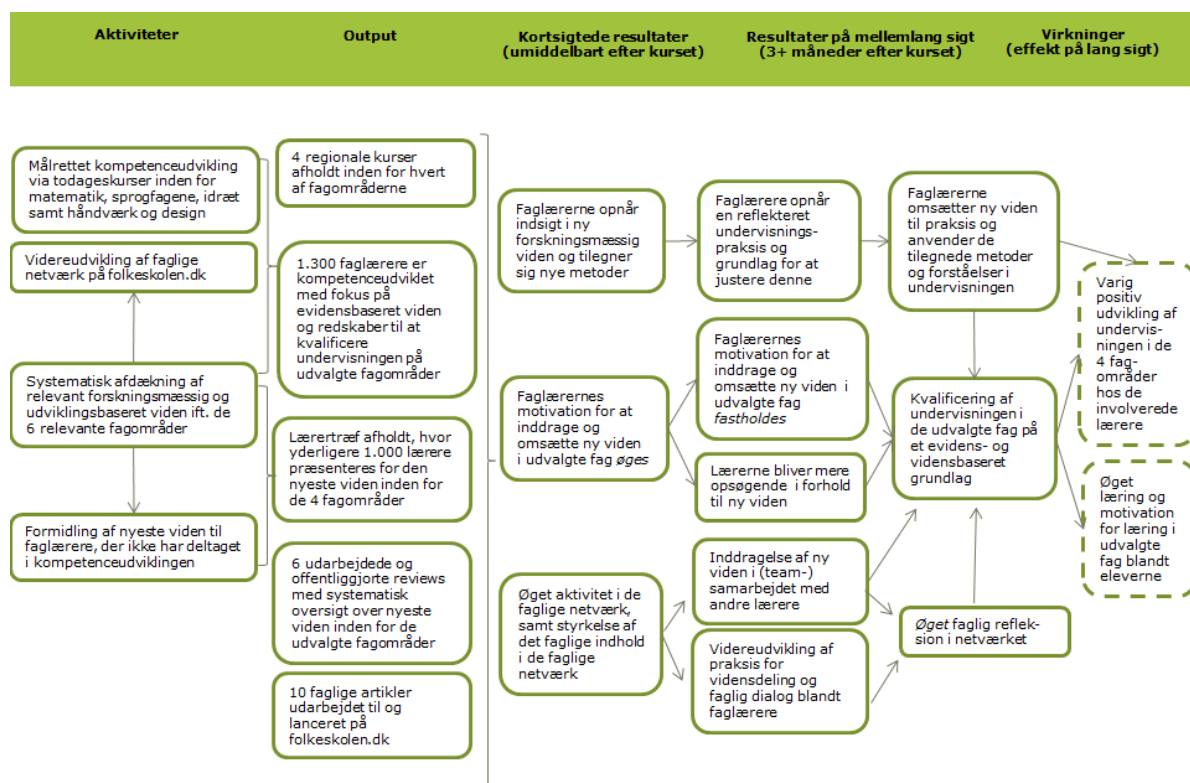 Aktiviteter
Output
Kortsigtede resultater
(umiddelbart efter kurset)
Resultater på mellemlang sigt
(3+ måneder efter kurset)
Virkninger
(effekt på lang sigt)
Målrettet kompetenceudvikling
via todageskurser inden for
matematik, sprogfagene, idræt
samt håndværk og design
Videreudvikling af faglige
netværk på folkeskolen.dk
Systematisk afdækning af
relevant forskningsmæssig og
udviklingsbaseret viden ift. de
6 relevante fagområder
Formidling af nyeste viden til
faglærere, der ikke har deltaget
i kompetenceudviklingen
4 regionale kurser
afholdt inden for hvert
af fagområderne
1.300 faglærere er
kompetenceudviklet
med fokus på
evidensbaseret viden
og redskaber til at
kvalificere
undervisningen på
udvalgte fagområder
Lærertræf afholdt, hvor
yderligere 1.000 lærere
præsenteres for den
nyeste viden inden for
de 4 fagområder
6 udarbejdede og
offentliggjorte reviews
med systematisk
oversigt over nyeste
viden inden for de
udvalgte fagområder
10 faglige artikler
udarbejdet til og
lanceret på
folkeskolen.dk
Faglærerne opnår
indsigt i ny
forskningsmæssig
viden og tilegner
sig nye metoder
Faglærernes
motivation for at
inddrage og
omsætte ny viden
i udvalgte fag øges
Øget aktivitet i de
faglige netværk,
samt styrkelse af
det faglige indhold
i de faglige
netværk
Faglærere opnår
en reflekteret
undervisnings-
praksis og
grundlag for at
justere denne
Faglærernes
motivation for at
inddrage og
omsætte ny viden i
udvalgte fag
fastholdes
Lærerne bliver mere
opsøgende i forhold
til ny viden
Inddragelse af ny
viden i (team-)
samarbejdet med
andre lærere
Videreudvikling af
praksis for
vidensdeling og
faglig dialog blandt
faglærere
Faglærerne
omsætter ny viden
til praksis og
anvender de
tilegnede metoder
og forståelser i
undervisningen
Kvalificering af
undervisningen i
de udvalgte fag på
et evidens- og
vidensbaseret
grundlag
Øget faglig reflek-
sion i netværket
Varig
positiv
udvikling af
undervis-
ningen i de
4 fag-
områder
hos de
involverede
lærere
Øget
læring og
motivation
for læring i
udvalgte
fag blandt
eleverne